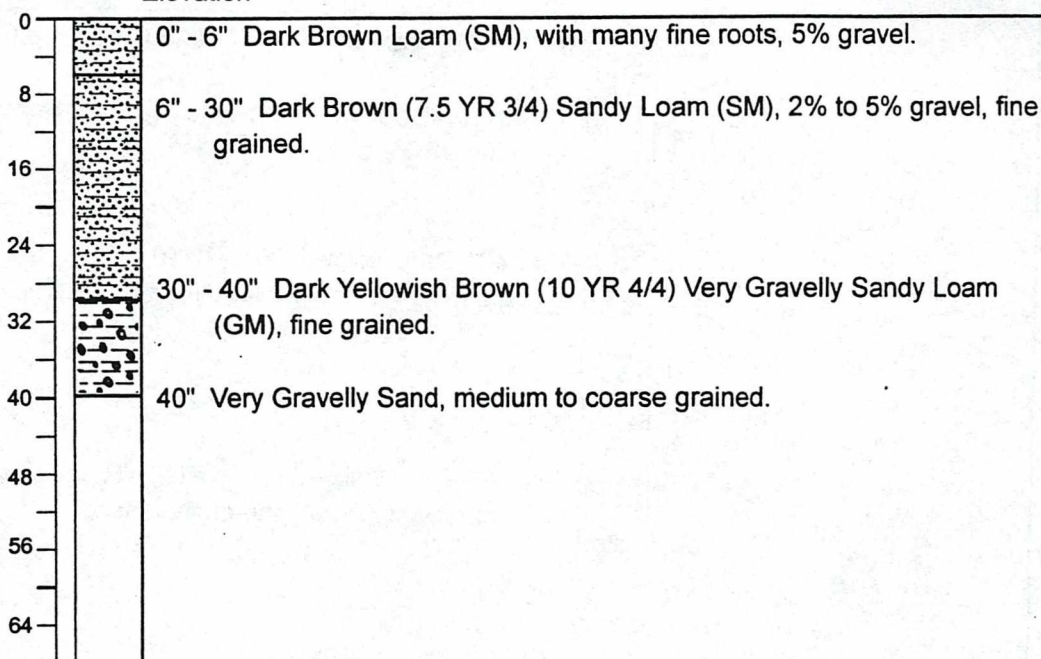 Elevation
0
0" - 6" Dark Brown Loam (SM), with many fine roots, 5% gravel.
8
6" - 30" Dark Brown (7.5 YR 3/4) Sandy Loam (SM), 2% to 5% gravel, fine
grained.
16
24
30" - 40" Dark Yellowish Brown (10 YR 4/4) Very Gravelly Sandy Loam
32
(GM), fine grained.
40
40" Very Gravelly Sand, medium to coarse grained.
48
56
64